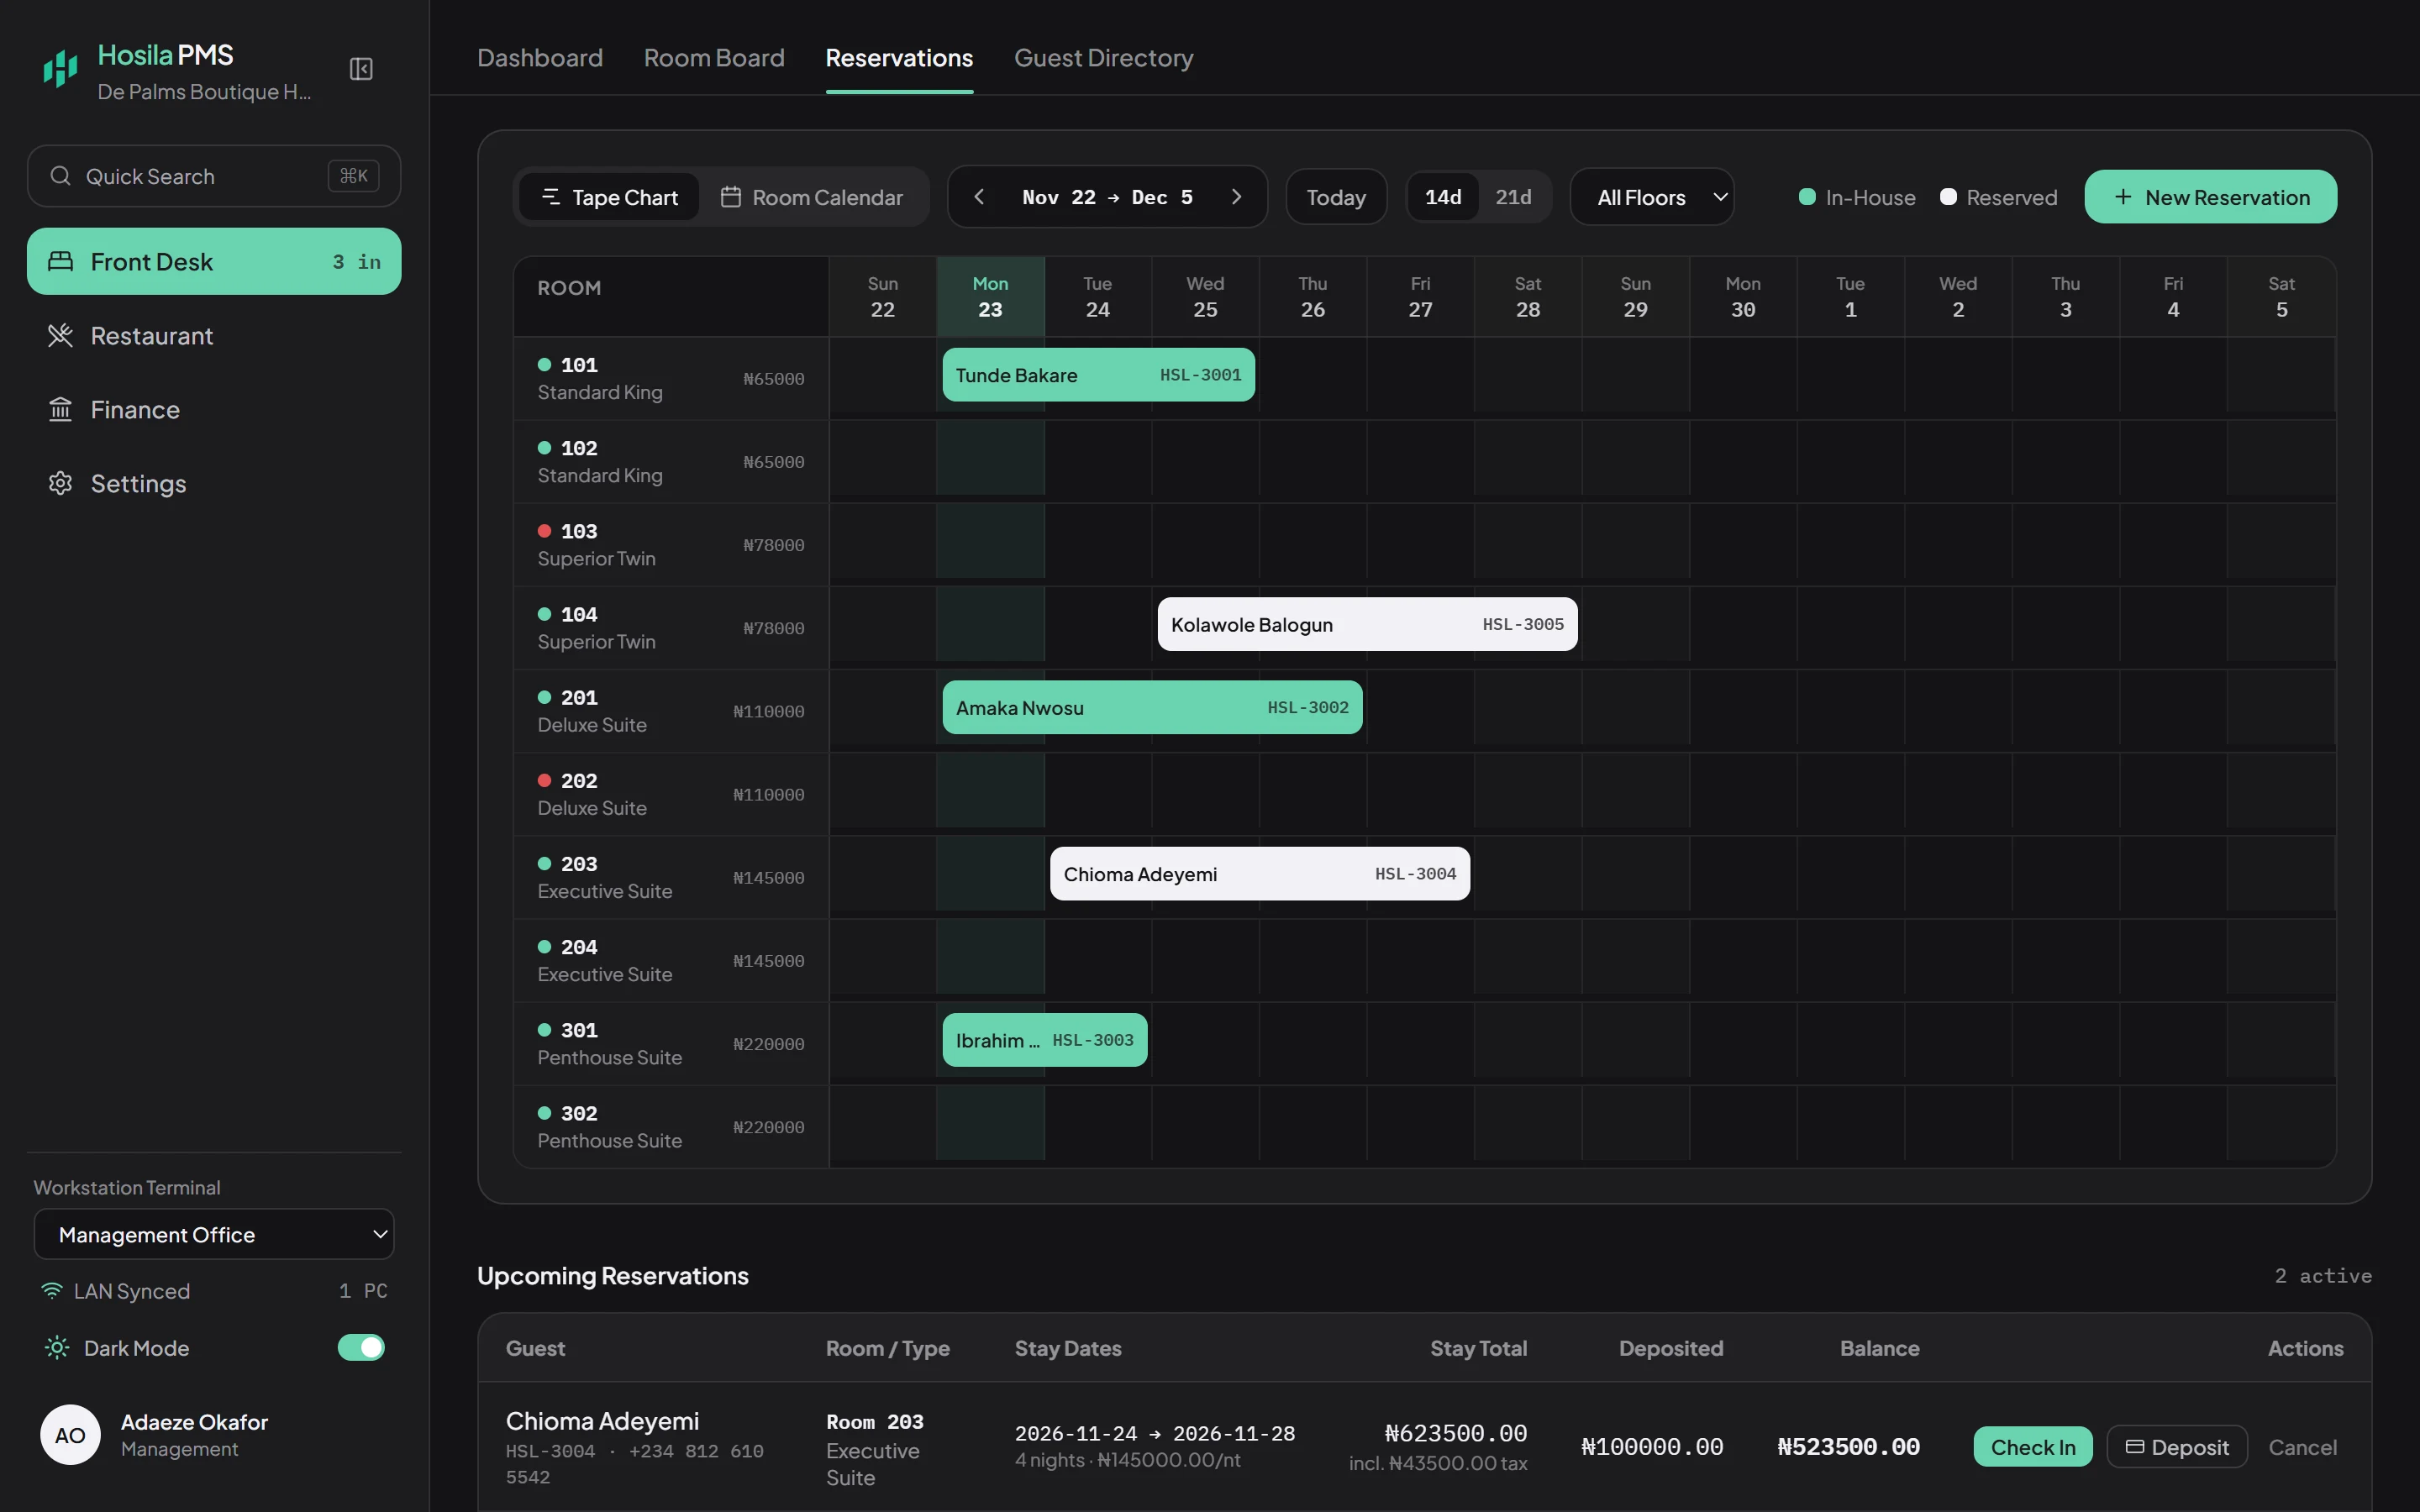 Hosila PMS
De Palms Boutique H...
Quick Search ⌘K
Front Desk 3 in
Restaurant
Finance
Settings
Workstation Terminal
Management Office
LAN Synced 1 PC
Dark Mode
AO
Adaeze Okafor
Management
Dashboard Room Board Reservations Guest Directory
Tape Chart Room Calendar Nov 22 → Dec 5 Today 14d 21d All Floors In-House Reserved + New Reservation
ROOM
Sun Mon Tue Wed Thu Fri Sat Sun Mon Tue Wed Thu Fri Sat
22 23 24 25 26 27 28 29 30 1 2 3 4 5
101
Standard King ₦65000
Tunde Bakare HSL-3001
102
Standard King ₦65000
103
Superior Twin ₦78000
104
Superior Twin ₦78000
Kolawole Balogun HSL-3005
201
Deluxe Suite ₦110000
Amaka Nwosu HSL-3002
202
Deluxe Suite ₦110000
203
Executive Suite ₦145000
Chioma Adeyemi HSL-3004
204
Executive Suite ₦145000
301
Penthouse Suite ₦220000
Ibrahim ... HSL-3003
302
Penthouse Suite ₦220000
Upcoming Reservations 2 active
Guest Room / Type Stay Dates Stay Total Deposited Balance Actions
Chioma Adeyemi
HSL-3004 · +234 812 610
5542
Room 203
Executive
Suite
2026-11-24 → 2026-11-28
4 nights · ₦145000.00/nt
₦623500.00
incl. ₦43500.00 tax
₦100000.00
₦523500.00
Check In Deposit Cancel